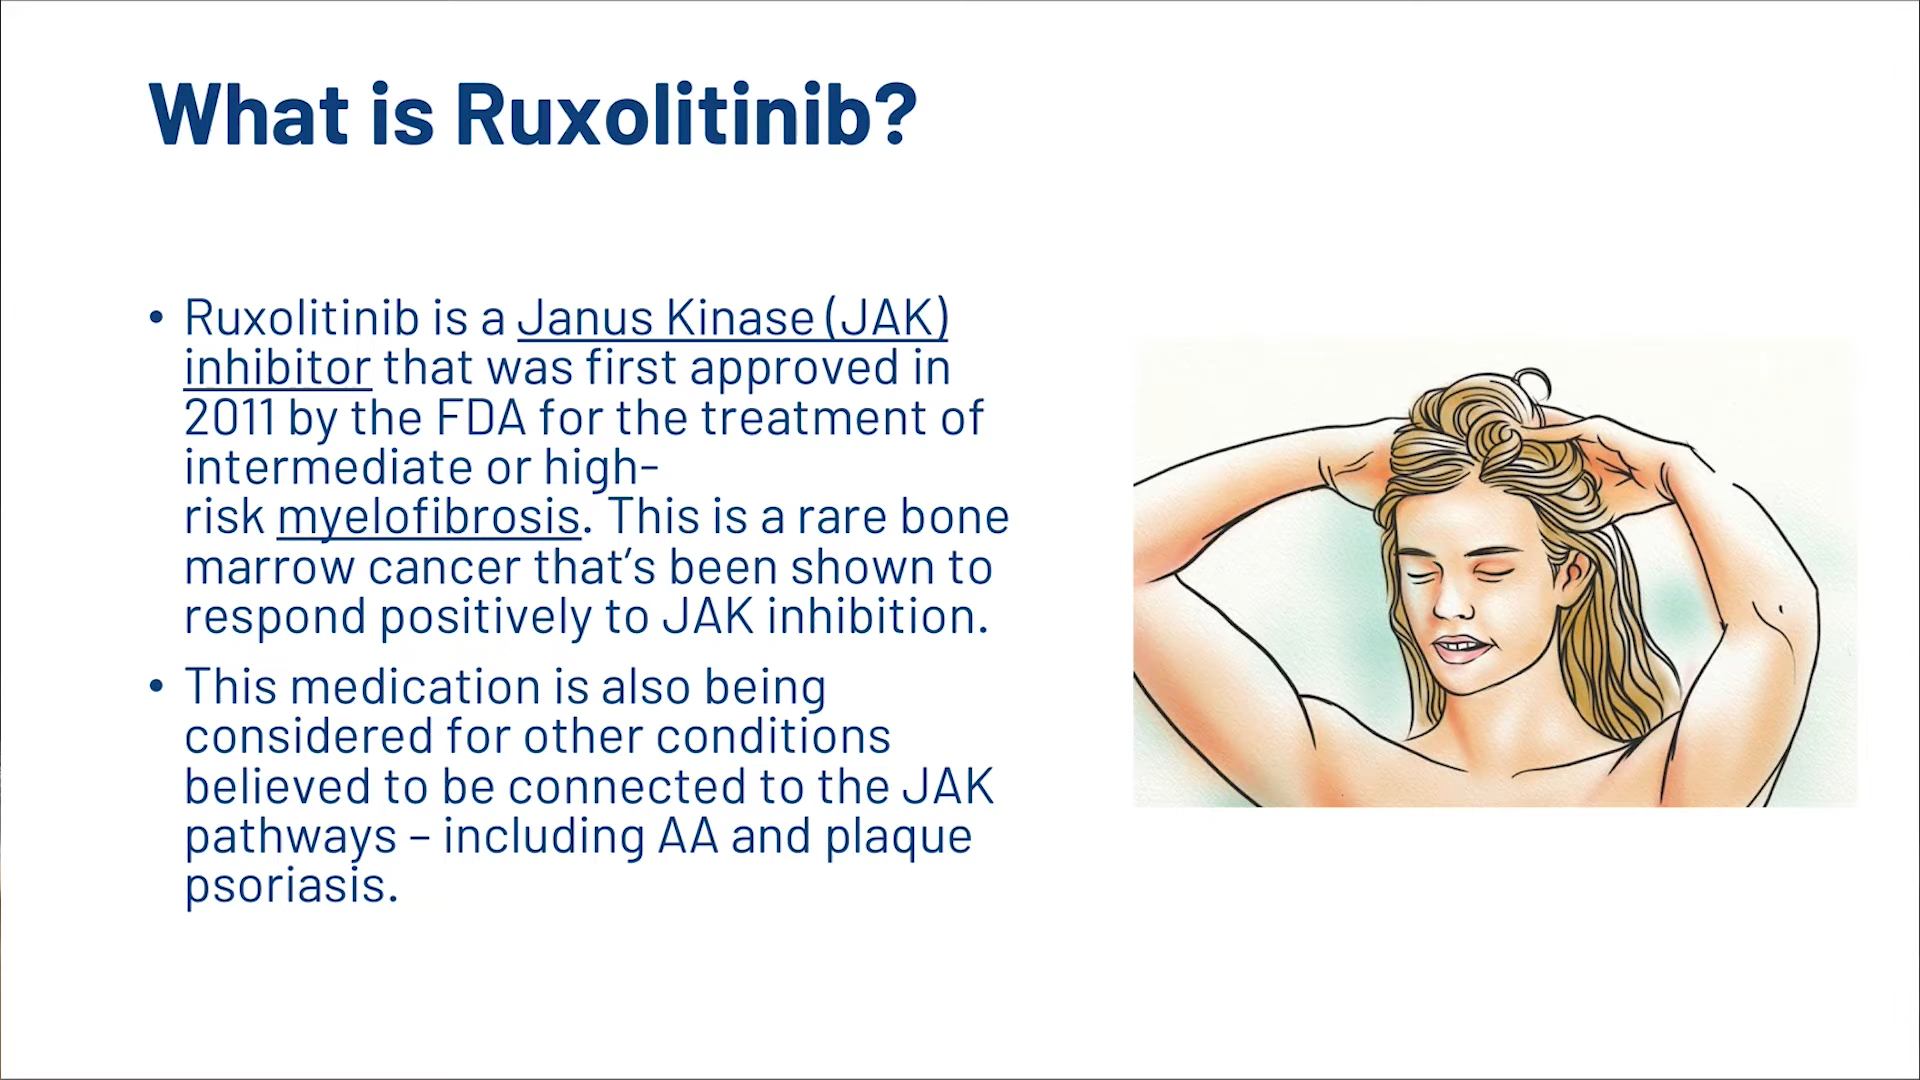 What is Ruxolitinib?
• Ruxolitinib is a Janus Kinase (JAK)
inhibitor that was first approved in
2011 by the FDA for the treatment of
intermediate or high-
risk myelofibrosis. This is a rare bone
marrow cancer that's been shown to
respond positively to JAK inhibition.
• This medication is also being
considered for other conditions
believed to be connected to the JAK
pathways – including AA and plaque
psoriasis.